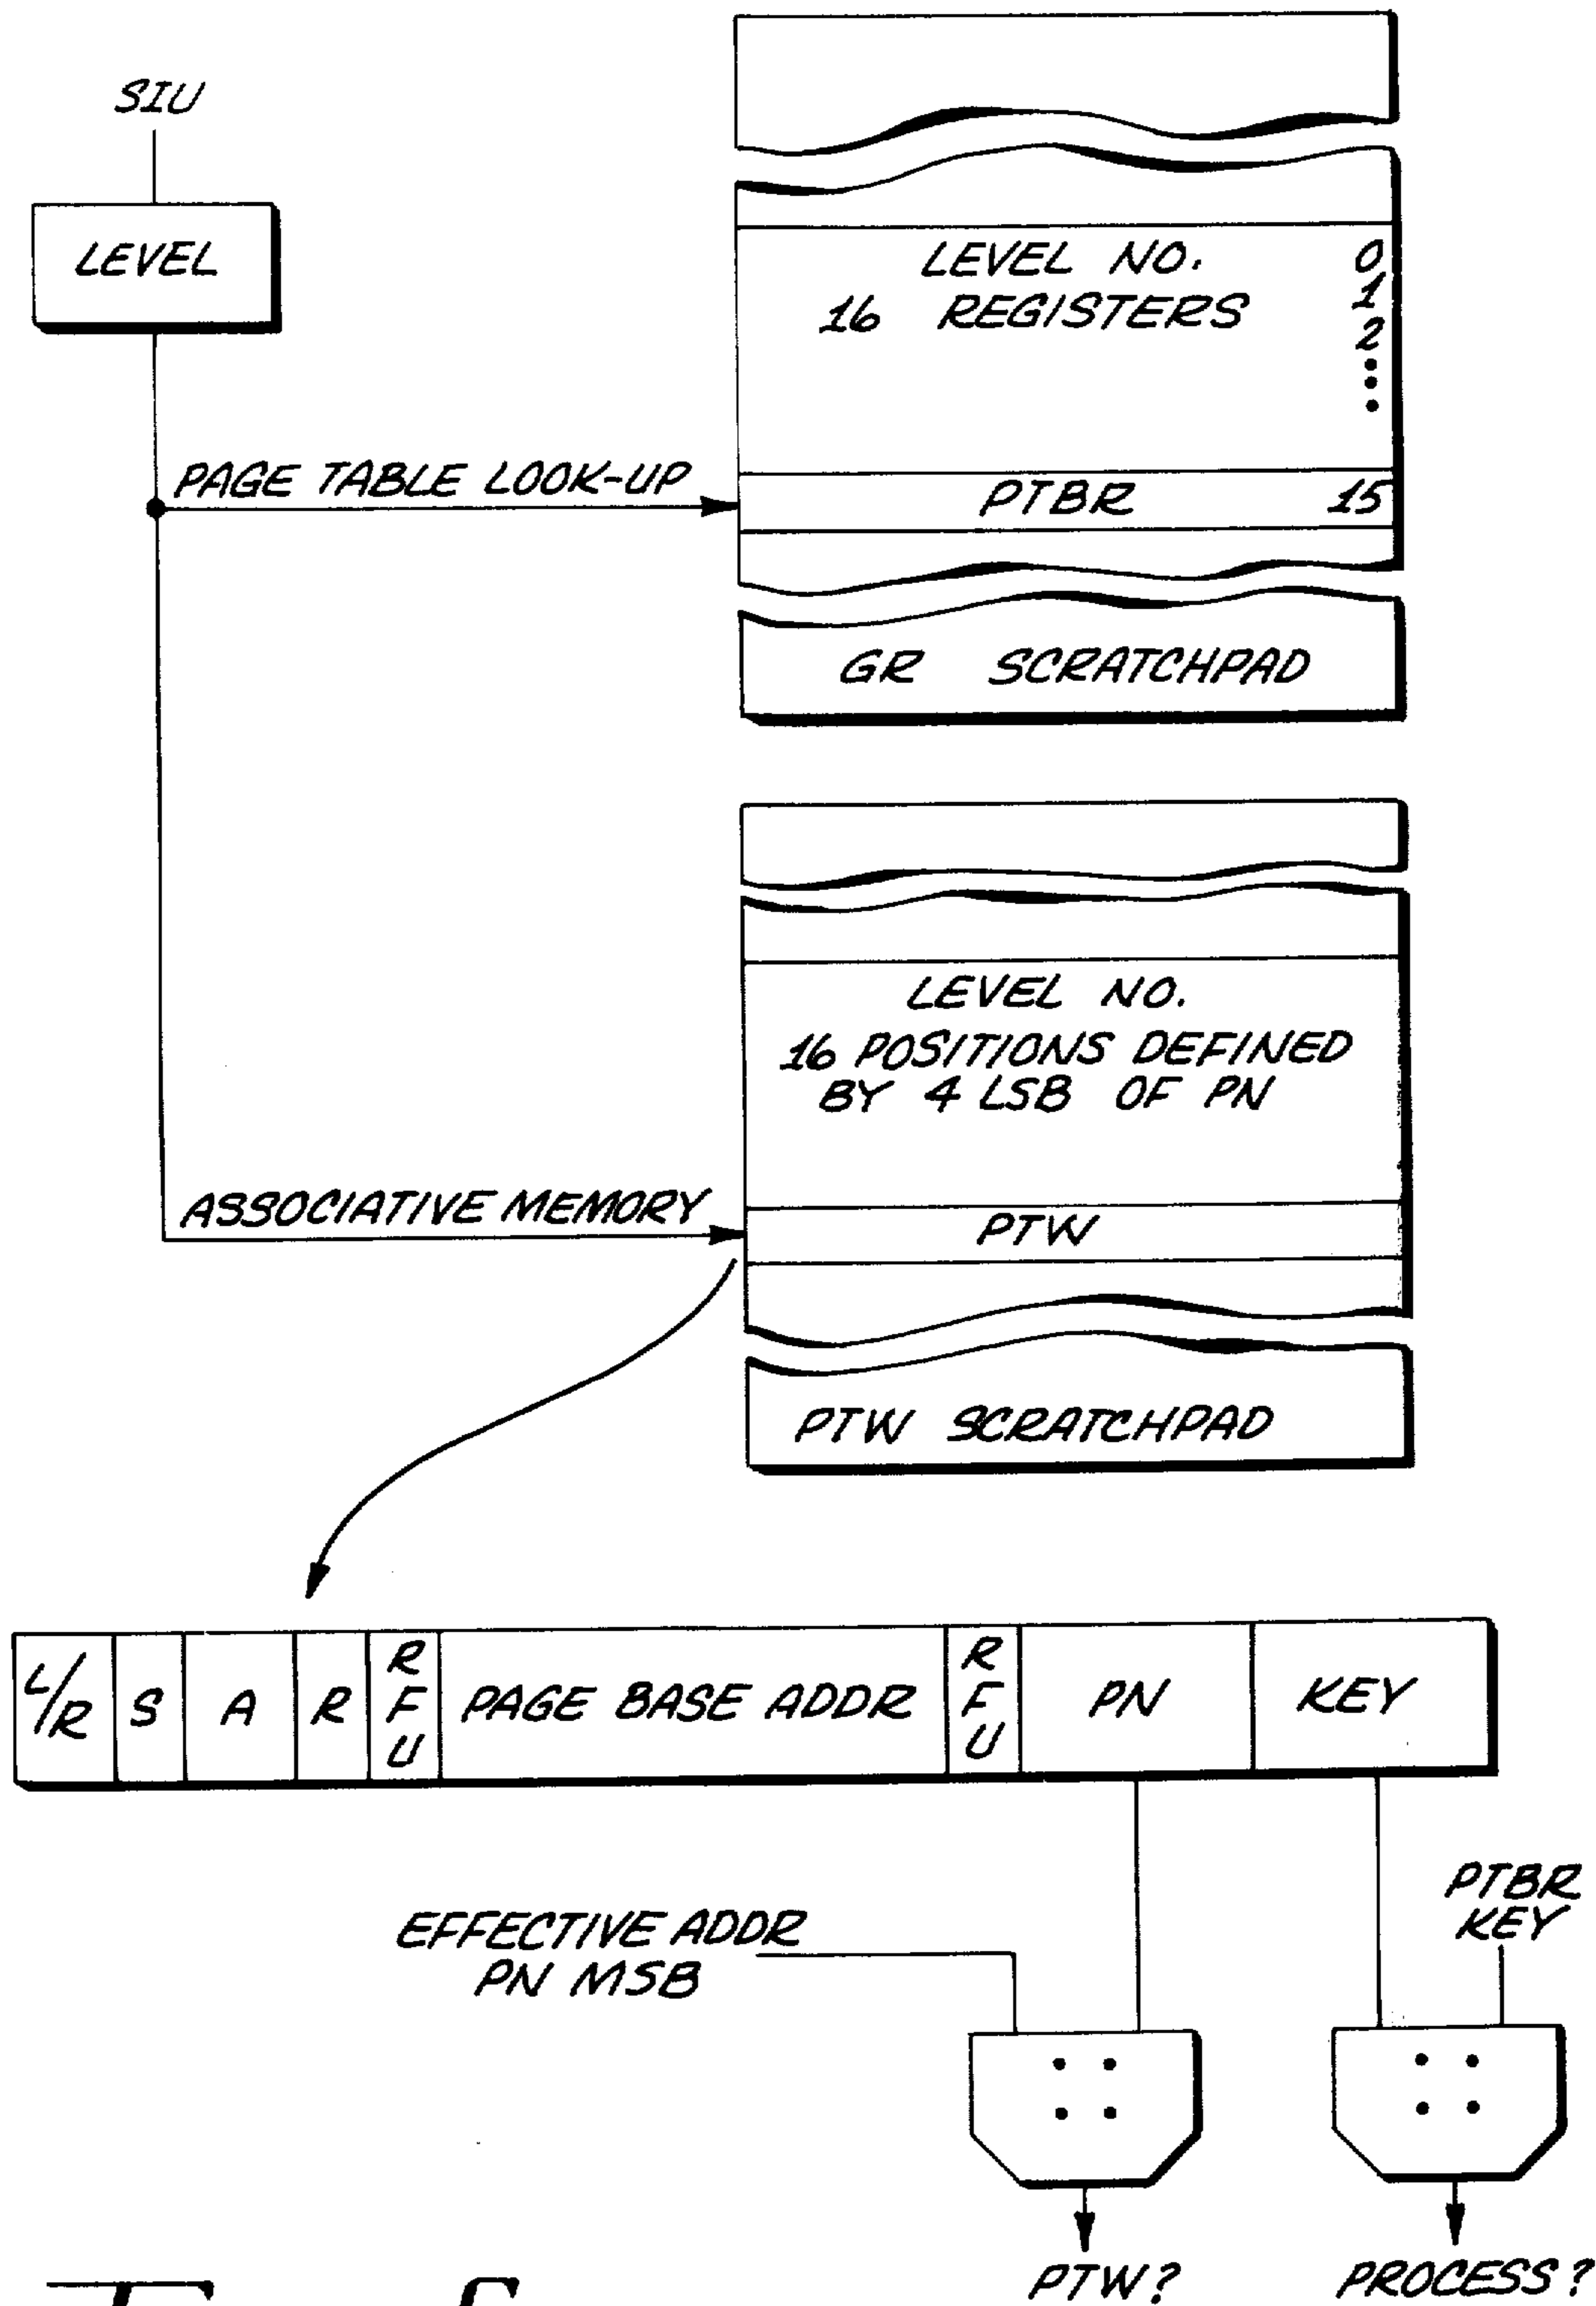 SIU
LEVEL
LEVEL NO. 0
16 REGISTERS 1
2
PAGE TABLE LOOK-UP
PTBR 15
GR SCRATCHPAD
LEVEL NO.
16 POSITIONS DEFINED
BY 4 LSB OF PN
ASSOCIATIVE MEMORY
PTW
PTW SCRATCHPAD
L/R S A R RFU PAGE BASE ADDR RFU PN KEY
EFFECTIVE ADDR
PN MSB
PTBR
KEY
PTW?
PROCESS?